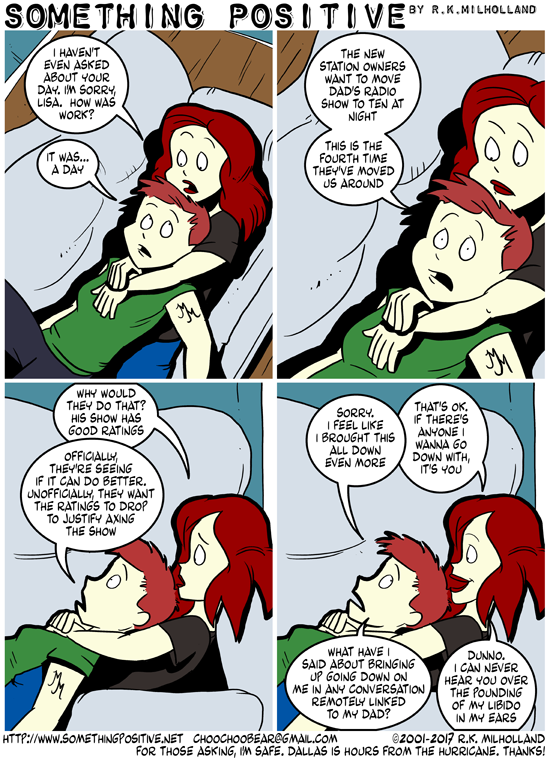 SOMETHING POSITIVE BY R.K.MILHOLLAND
I HAVEN'T
EVEN ASKED
ABOUT YOUR
DAY. I'M SORRY,
LISA. HOW WAS
WORK?
IT WAS...
A DAY
THE NEW
STATION OWNERS
WANT TO MOVE
DAD'S RADIO
SHOW TO TEN AT
NIGHT
THIS IS THE
FOURTH TIME
THEY'VE MOVED
US AROUND
MM
MM
WHY WOULD
THEY DO THAT?
HIS SHOW HAS
GOOD RATINGS
OFFICIALLY,
THEY'RE SEEING
IF IT CAN DO BETTER.
UNOFFICIALLY, THEY WANT
THE RATINGS TO DROP
TO JUSTIFY AXING
THE SHOW
MM
SORRY.
I FEEL LIKE
I BROUGHT THIS
ALL DOWN
EVEN MORE
THAT'S OK.
IF THERE'S
ANYONE I
WANNA GO
DOWN WITH,
IT'S YOU
WHAT HAVE I
SAID ABOUT BRINGING
UP GOING DOWN ON
ME IN ANY CONVERSATION
REMOTELY LINKED
TO MY DAD?
DUNNO.
I CAN NEVER
HEAR YOU OVER
THE POUNDING
OF MY LIBIDO
IN MY EARS
HTTP://WWW.SOMETHINGPOSITIVE.NET CHOOCHOOBEAR@GMAIL.COM ©2001-2017 R.K. MILHOLLAND
FOR THOSE ASKING, I'M SAFE. DALLAS IS HOURS FROM THE HURRICANE. THANKS!